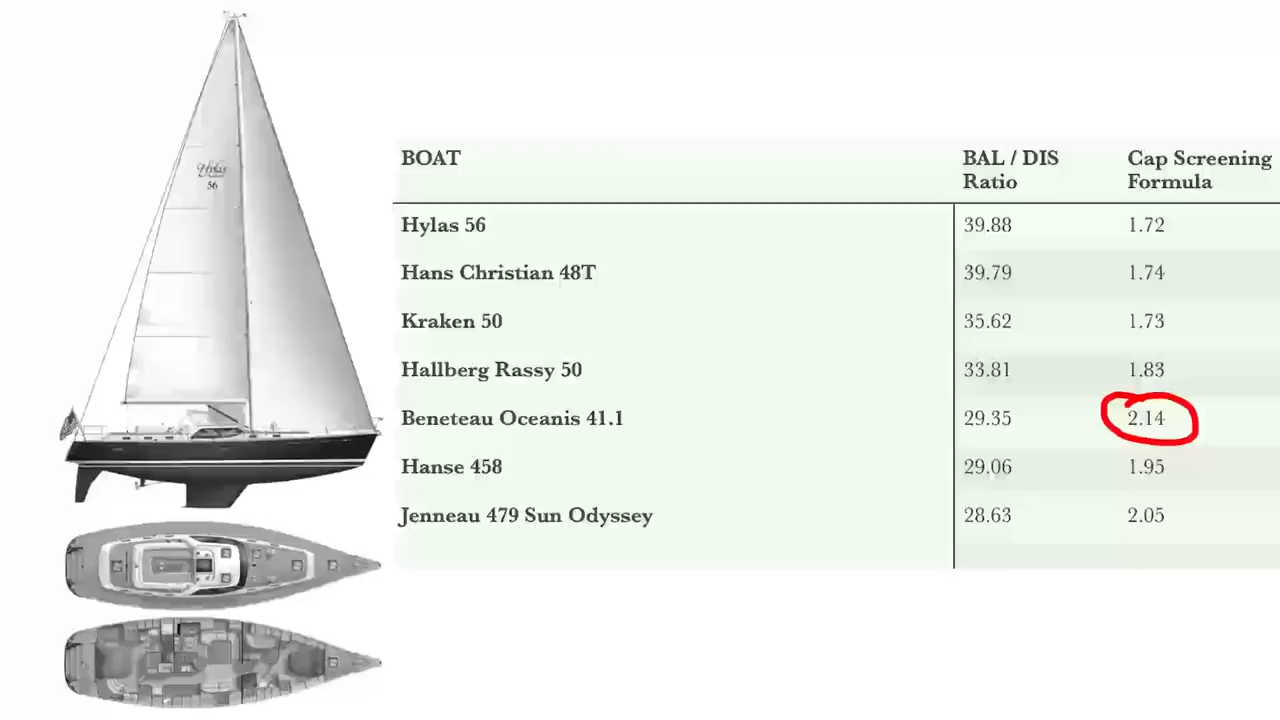 Hylas
56
BOAT BAL / DIS Ratio Cap Screening Formula
Hylas 56 39.88 1.72
Hans Christian 48T 39.79 1.74
Kraken 50 35.62 1.73
Hallberg Rassy 50 33.81 1.83
Beneteau Oceanis 41.1 29.35 2.14
Hanse 458 29.06 1.95
Jenneau 479 Sun Odyssey 28.63 2.05